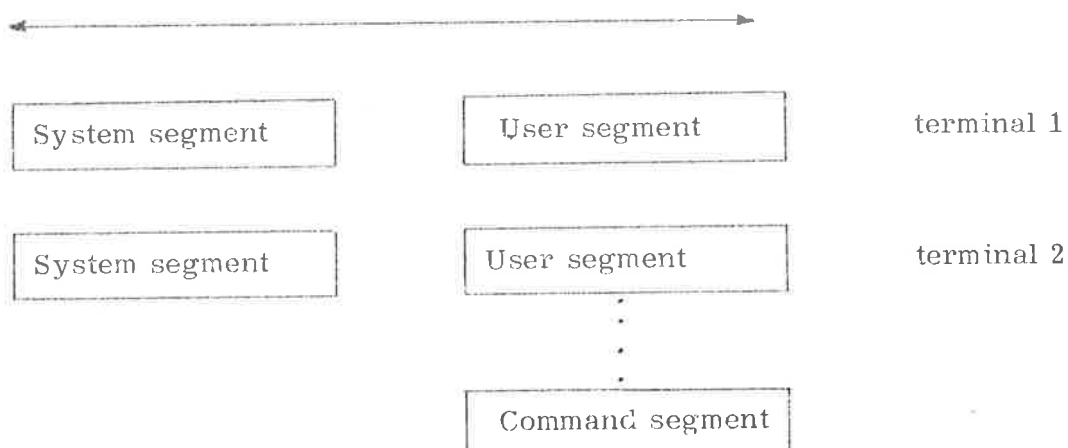 System segment User segment terminal 1
System segment User segment terminal 2
Command segment